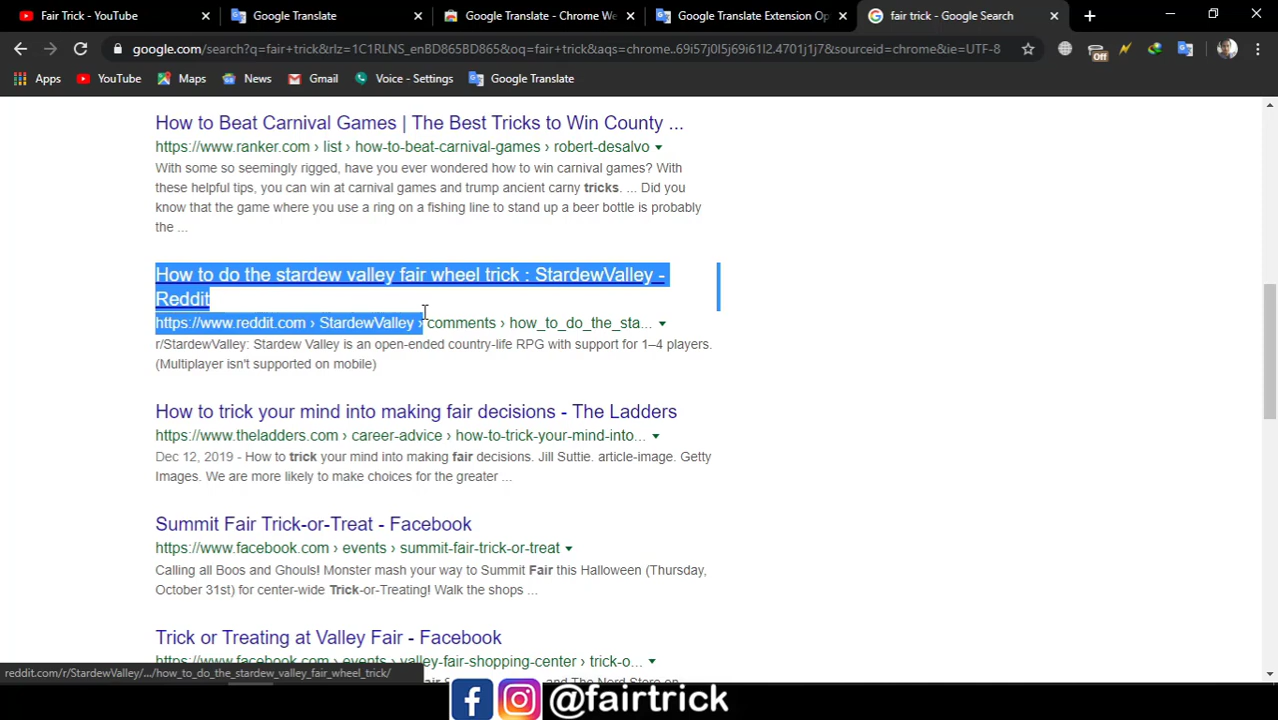 Fair Trick - YouTube
Google Translate
Google Translate - Chrome We
Google Translate Extension Op
fair trick - Google Search
google.com/search?q=fair+trick&rlz=1C1RLNS_enBD865BD865&oq=fair+trick&aqs=chrome..69i57j0l5j69i61l2.4701j1j7&sourceid=chrome&ie=UTF-8
Off
Apps
YouTube
Maps
News
Gmail
Voice - Settings
Google Translate
How to Beat Carnival Games | The Best Tricks to Win County ...
https://www.ranker.com › list › how-to-beat-carnival-games › robert-desalvo
With some so seemingly rigged, have you ever wondered how to win carnival games? With
these helpful tips, you can win at carnival games and trump ancient carny tricks. ... Did you
know that the game where you use a ring on a fishing line to stand up a beer bottle is probably
the ...
How to do the stardew valley fair wheel trick : StardewValley -
Reddit
https://www.reddit.com › StardewValley › comments › how_to_do_the_sta...
r/StardewValley: Stardew Valley is an open-ended country-life RPG with support for 1–4 players.
(Multiplayer isn't supported on mobile)
How to trick your mind into making fair decisions - The Ladders
https://www.theladders.com › career-advice › how-to-trick-your-mind-into...
Dec 12, 2019 - How to trick your mind into making fair decisions. Jill Suttie. article-image. Getty
Images. We are more likely to make choices for the greater ...
Summit Fair Trick-or-Treat - Facebook
https://www.facebook.com › events › summit-fair-trick-or-treat
Calling all Boos and Ghouls! Monster mash your way to Summit Fair this Halloween (Thursday,
October 31st) for center-wide Trick-or-Treating! Walk the shops ...
Trick or Treating at Valley Fair - Facebook
https://www.facebook.com › events › valley-fair-shopping-center › trick-o...
reddit.com/r/StardewValley/.../how_to_do_the_stardew_valley_fair_wheel_trick/
and The Nerd Store on
@fairtrick